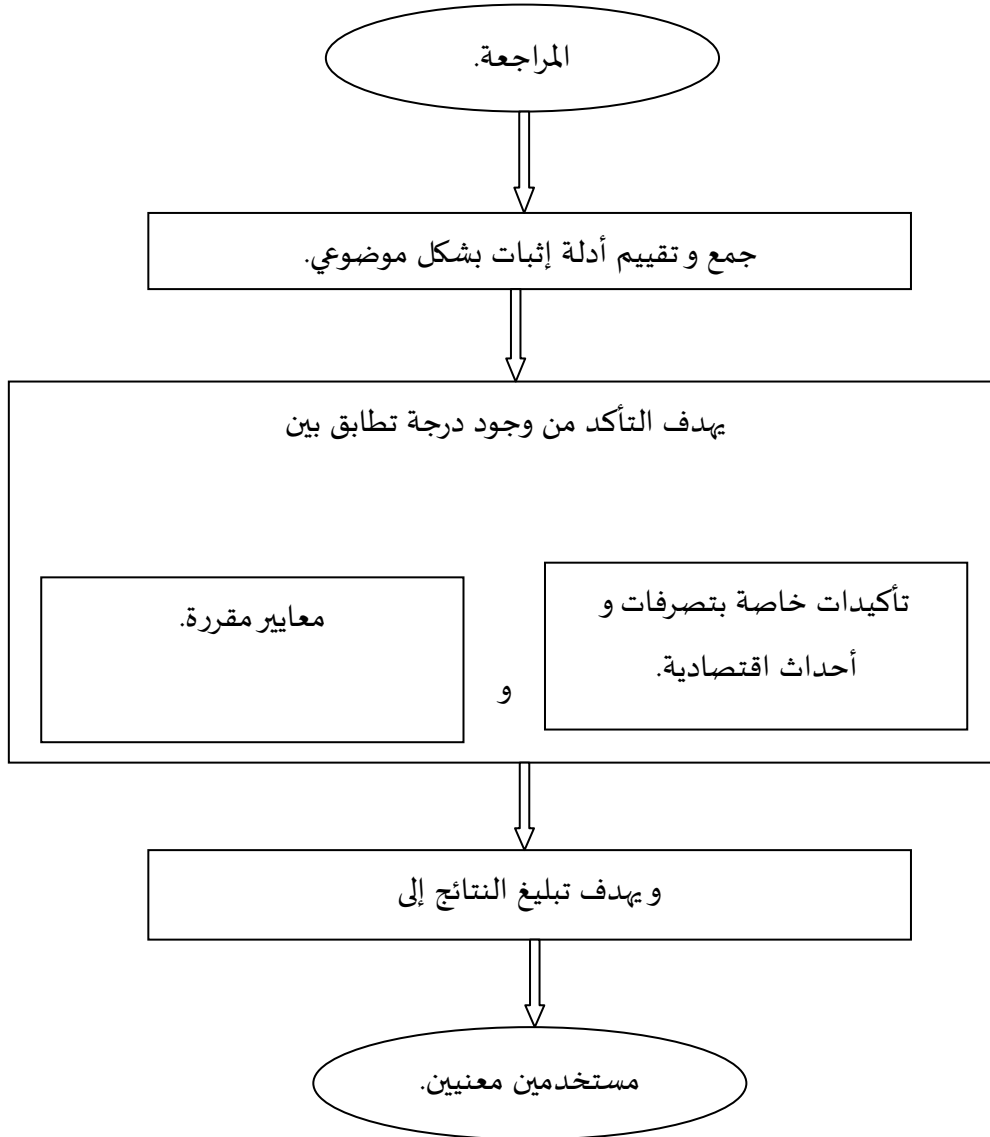 المراجعة.
جمع و تقييم أدلة إثبات بشكل موضوعي.
يهدف التأكد من وجود درجة تطابق بين
تأكيدات خاصة بتصرفات و
أحداث اقتصادية.
و
معايير مقررة.
و يهدف تبليغ النتائج إلى
مستخدمين معنيين.